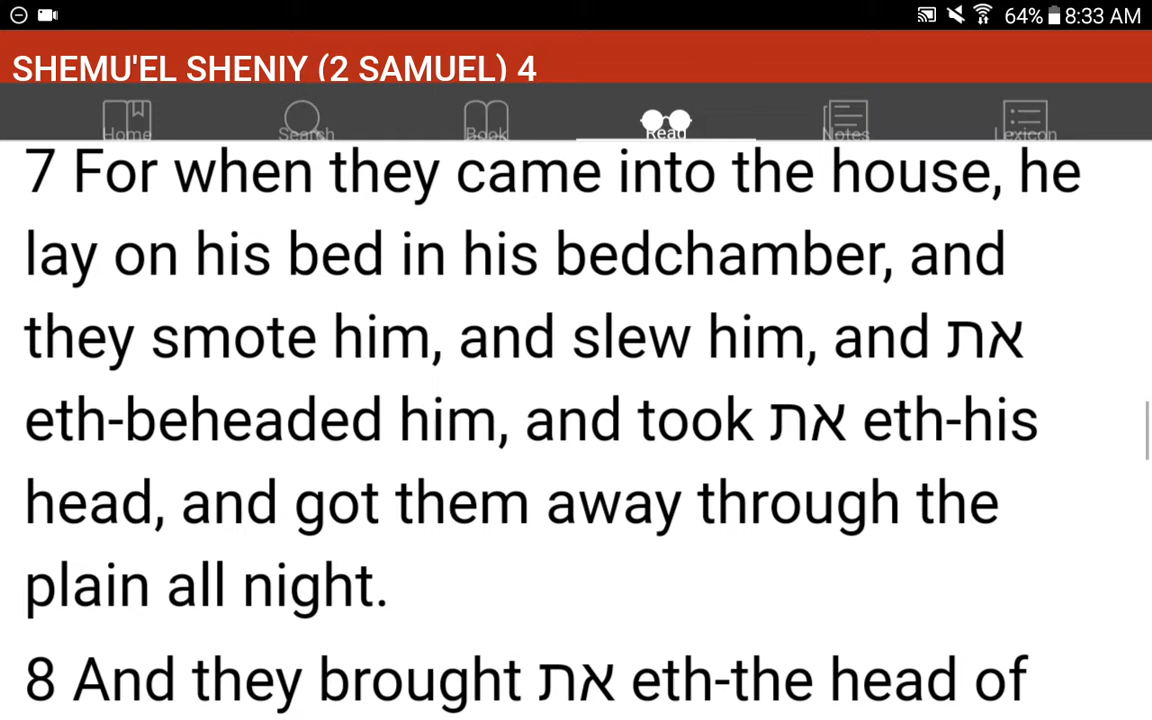 64% 8:33 AM
SHEMU'EL SHENIY (2 SAMUEL) 4
Home Search Book Read Notes Lexicon
7 For when they came into the house, he
lay on his bed in his bedchamber, and
they smote him, and slew him, and את
eth-beheaded him, and took את eth-his
head, and got them away through the
plain all night.
8 And they brought את eth-the head of